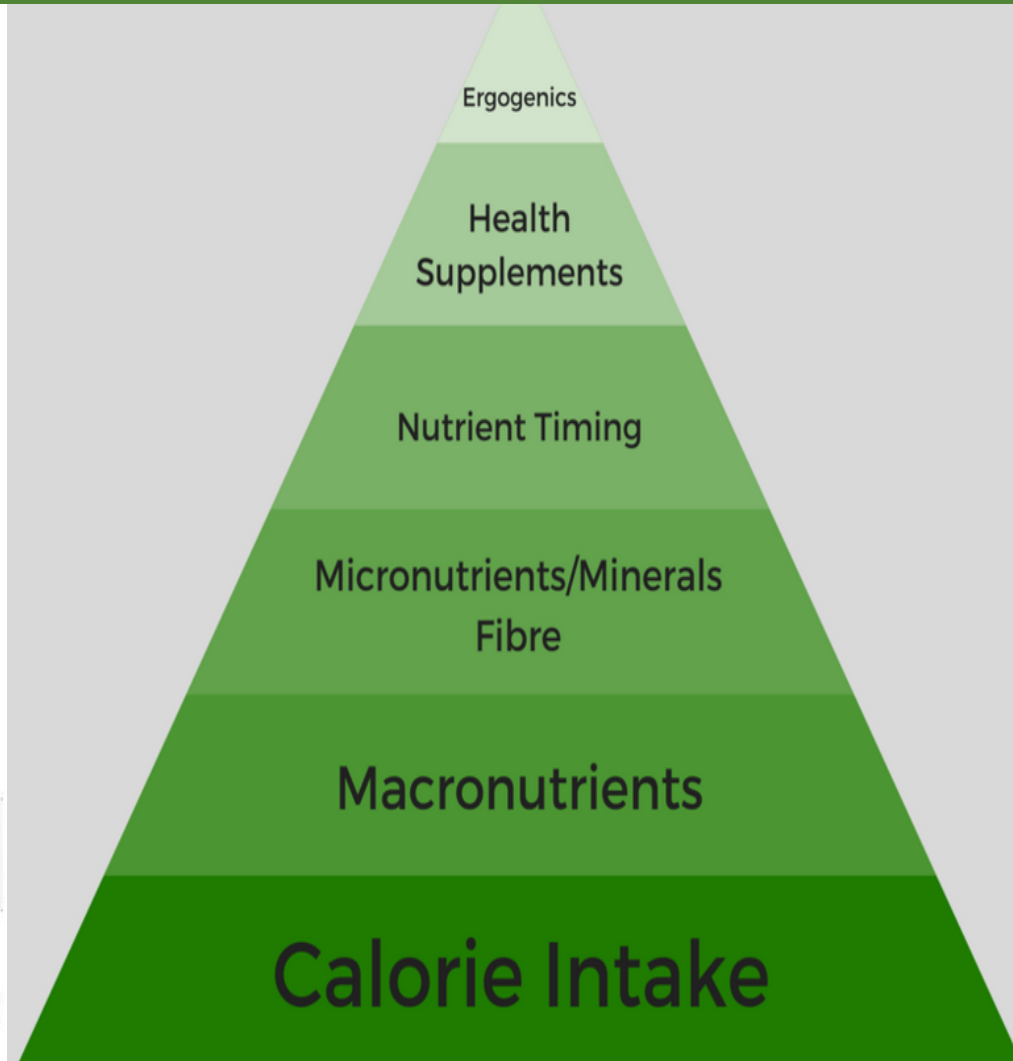 Ergogenics
Health
Supplements
Nutrient Timing
Micronutrients/Minerals
Fibre
Macronutrients
Calorie Intake